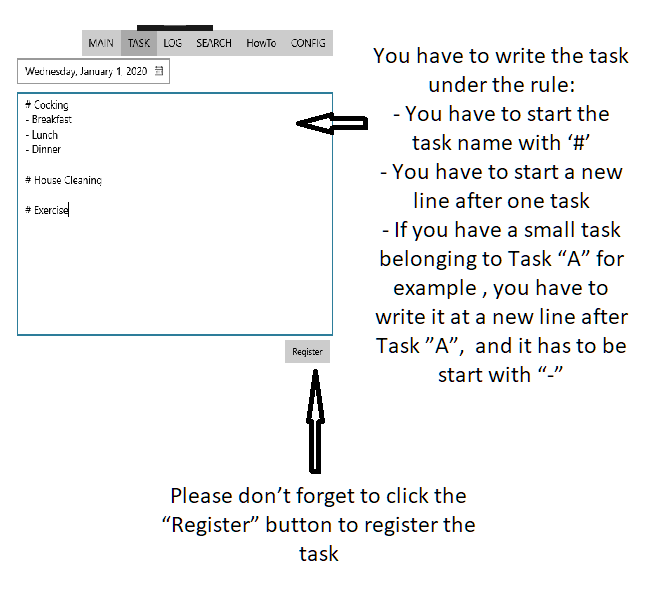 MAIN TASK LOG SEARCH HowTo CONFIG
Wednesday, January 1, 2020
# Cocking
- Breakfast
- Lunch
- Dinner
# House Cleaning
# Exercise
Register
You have to write the task
under the rule:
- You have to start the
task name with ‘#’
- You have to start a new
line after one task
- If you have a small task
belonging to Task “A” for
example , you have to
write it at a new line after
Task ”A”, and it has to be
start with “-”
Please don’t forget to click the
“Register” button to register the
task